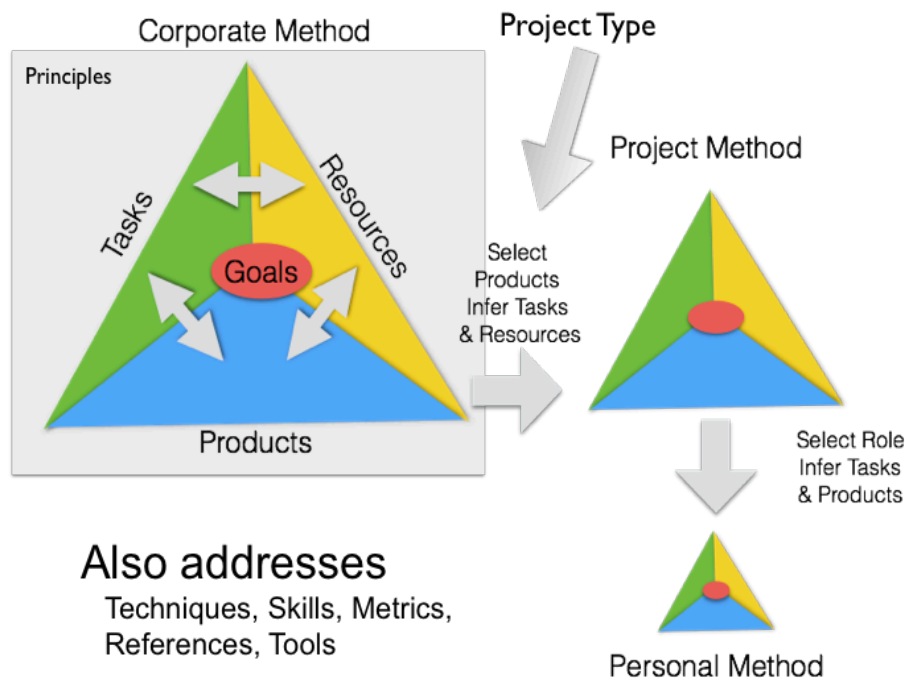 Corporate Method
Project Type
Principles
Project Method
Tasks
Resources
Goals
Select
Products
Infer Tasks
& Resources
Products
Select Role
Infer Tasks
& Products
Also addresses
Techniques, Skills, Metrics,
References, Tools
Personal Method